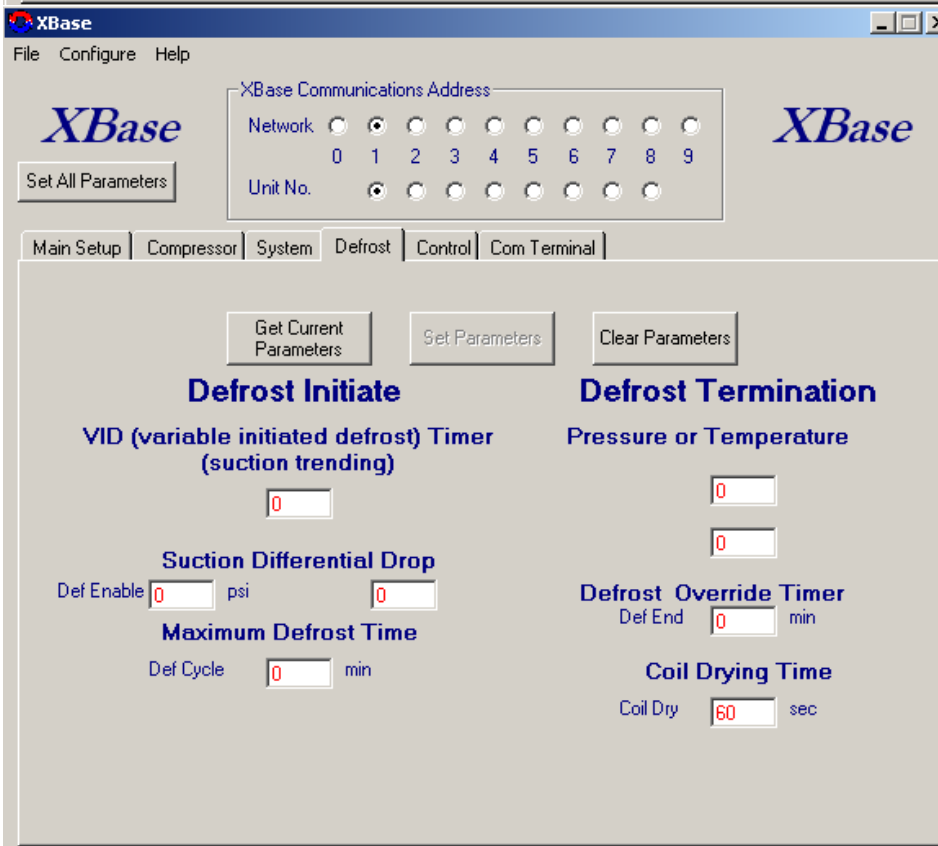 XBase
File Configure Help
XBase Communications Address
XBase
Network
XBase
0 1 2 3 4 5 6 7 8 9
Set All Parameters
Unit No.
Main Setup Compressor System Defrost Control Com Terminal
Get Current
Parameters
Set Parameters
Clear Parameters
Defrost Initiate
Defrost Termination
VID (variable initiated defrost) Timer
(suction trending)
Pressure or Temperature
0
0
0
Suction Differential Drop
Def Enable 0 psi 0
Defrost Override Timer
Def End 0 min
Maximum Defrost Time
Def Cycle 0 min
Coil Drying Time
Coil Dry 60 sec